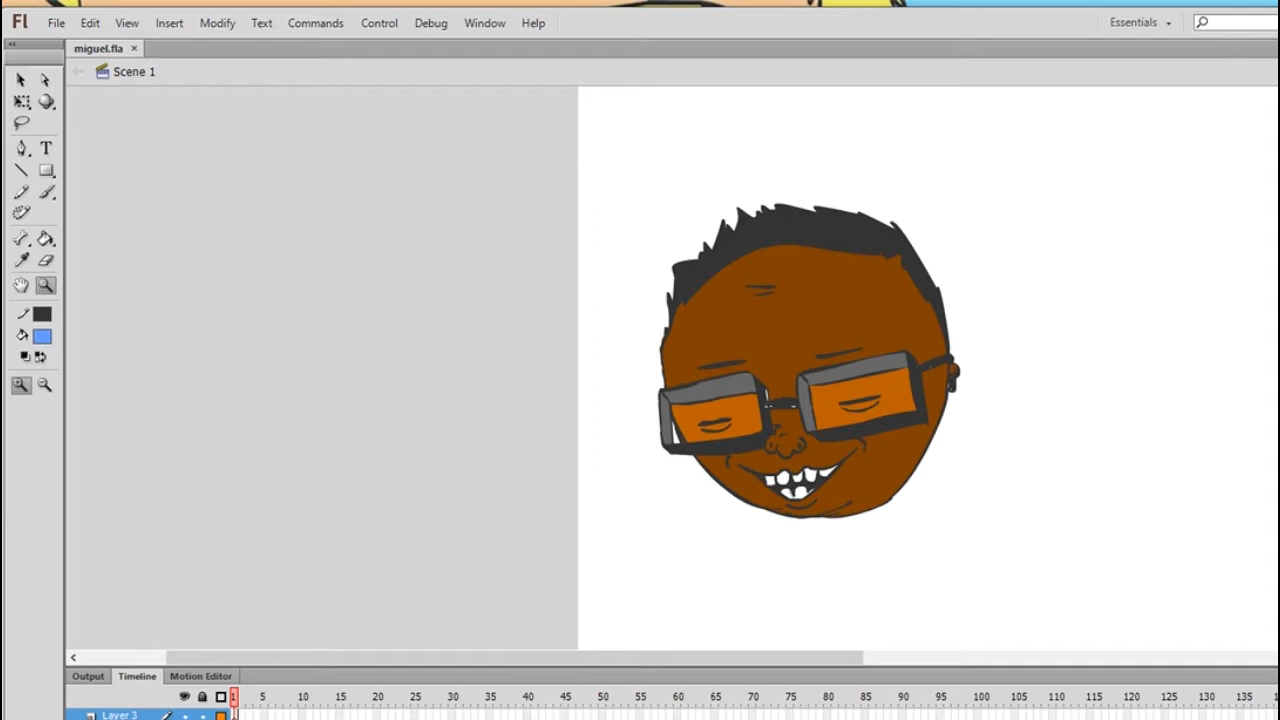 Fl File Edit View Insert Modify Text Commands Control Debug Window Help Essentials
miguel.fla ×
Scene 1
T
Output Timeline Motion Editor
1 5 10 15 20 25 30 35 40 45 50 55 60 65 70 75 80 85 90 95 100 105 110 115 120 125 130 135
Layer 3